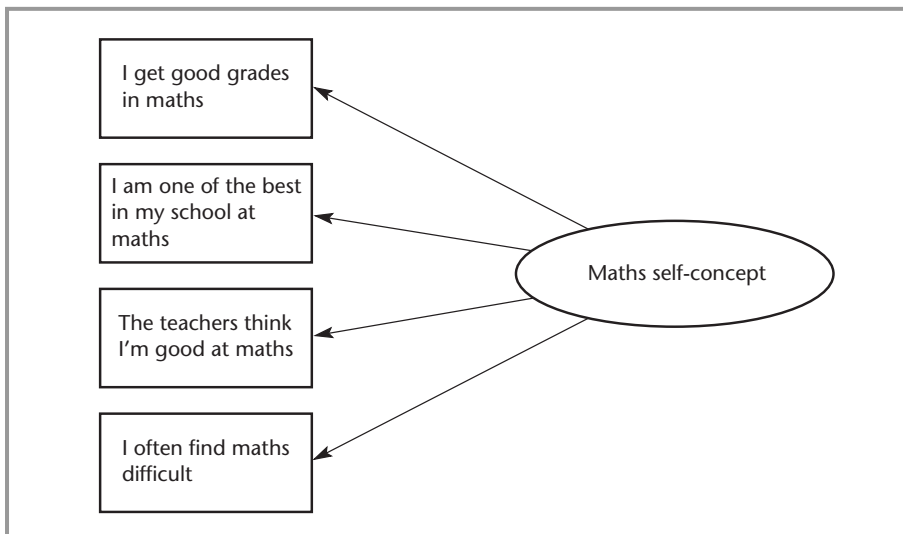 I get good grades
in maths
I am one of the best
in my school at
maths
The teachers think
I'm good at maths
I often find maths
difficult
Maths self-concept